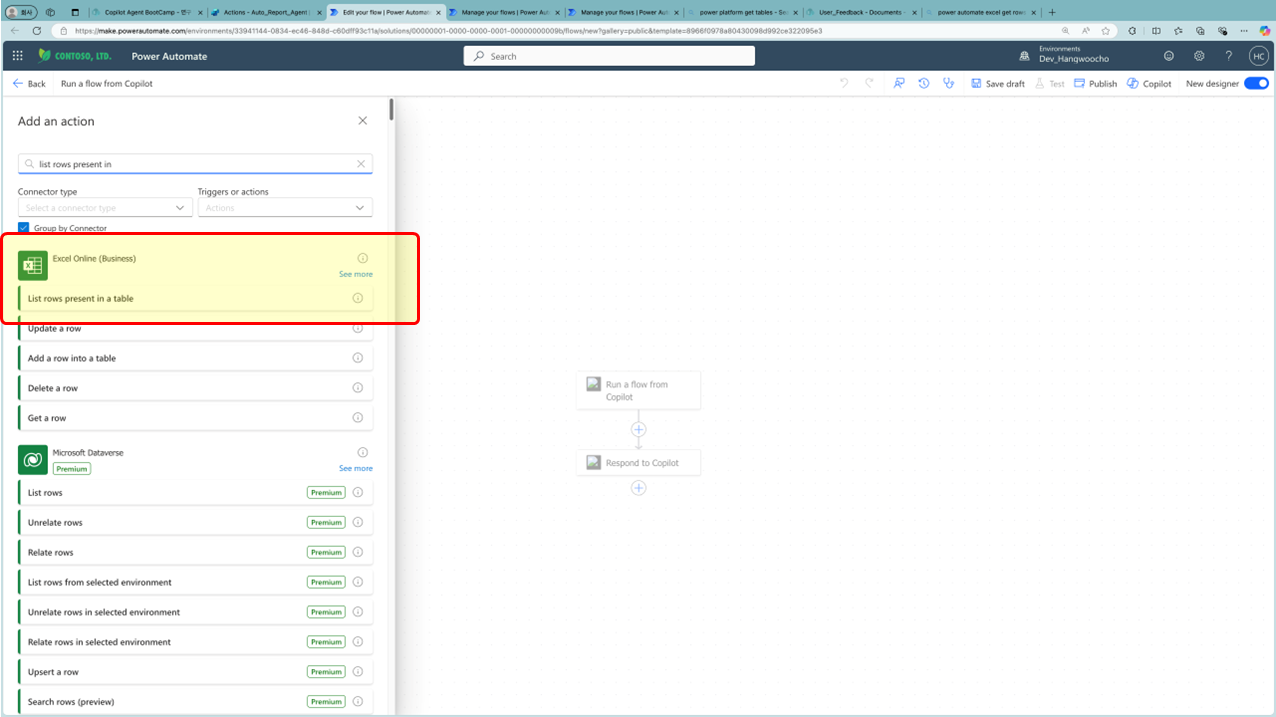 회사
Copilot Agent BootCamp - 연수
Actions - Auto_Report_Agent
Edit your flow | Power Automate
Manage your flows | Power Aut
Manage your flows | Power Aut
power platform get tables - Sea
User_Feedback - Documents -
power automate excel get rows
https://make.powerautomate.com/environments/33941144-0834-ec46-848d-c60dff93c11a/solutions/00000001-0000-0000-0001-00000000009b/flows/new?gallery=public&template=8966f0978a80430098d992ce322095e3
CONTOSO, LTD.
Power Automate
Search
Environments
Dev_Hangwoocho
HC
Back
Run a flow from Copilot
Save draft
Test
Publish
Copilot
New designer
Add an action
list rows present in
Connector type
Triggers or actions
Select a connector type
Actions
Group by Connector
Excel Online (Business)
See more
List rows present in a table
Update a row
Add a row into a table
Delete a row
Get a row
Microsoft Dataverse
Premium
See more
List rows Premium
Unrelate rows Premium
Relate rows Premium
List rows from selected environment Premium
Unrelate rows in selected environment Premium
Relate rows in selected environment Premium
Upsert a row Premium
Search rows (preview) Premium
Run a flow from
Copilot
Respond to Copilot